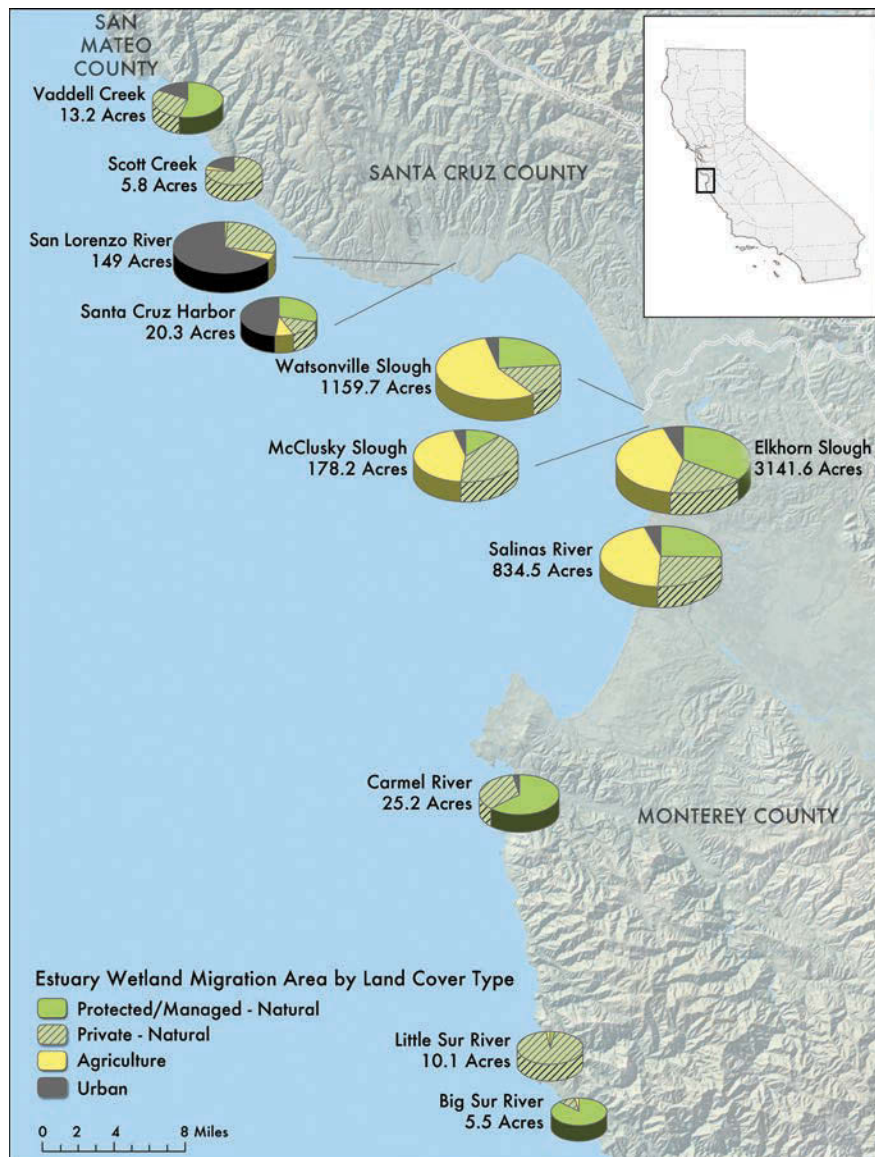 SAN
MATEO
COUNTY
Vaddell Creek
13.2 Acres
Scott Creek
5.8 Acres
SANTA CRUZ COUNTY
San Lorenzo River
149 Acres
Santa Cruz Harbor
20.3 Acres
Watsonville Slough
1159.7 Acres
McClusky Slough
178.2 Acres
Elkhorn Slough
3141.6 Acres
Salinas River
834.5 Acres
Carmel River
25.2 Acres
MONTEREY COUNTY
Estuary Wetland Migration Area by Land Cover Type
Protected/Managed - Natural
Private - Natural
Agriculture
Urban
Little Sur River
10.1 Acres
Big Sur River
5.5 Acres
0 2 4 8 Miles